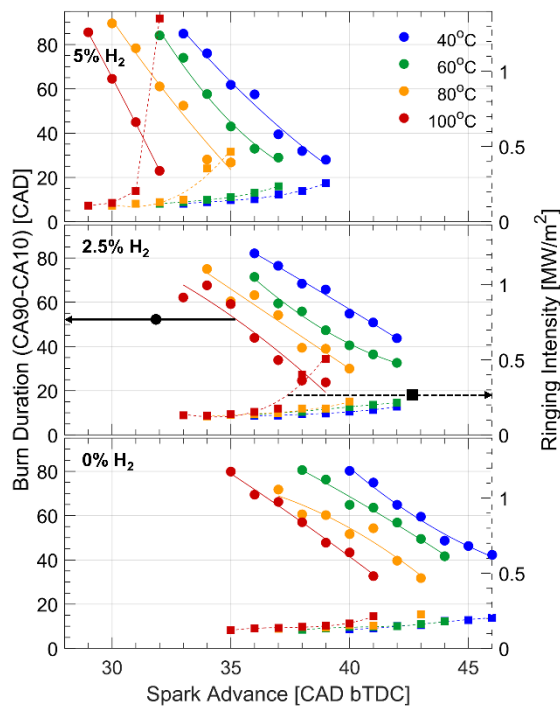 80
60
40
20
0
5% H2
40°C
60°C
80°C
100°C
1
0.5
0
80
60
40
20
0
2.5% H2
1
0.5
0
80
60
40
20
0
0% H2
1
0.5
0
30
35
40
45
Burn Duration (CA90-CA10) [CAD]
Ringing Intensity [MW/m2]
Spark Advance [CAD bTDC]